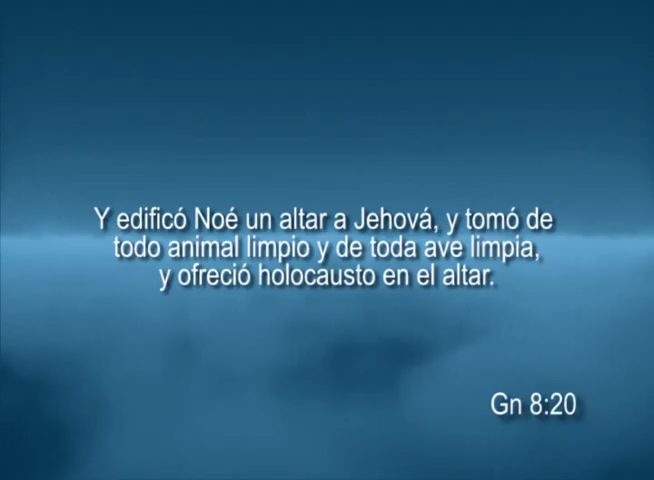 Y edificó Noé un altar a Jehová, y tomó de
todo animal limpio y de toda ave limpia,
y ofreció holocausto en el altar.
Gn 8:20